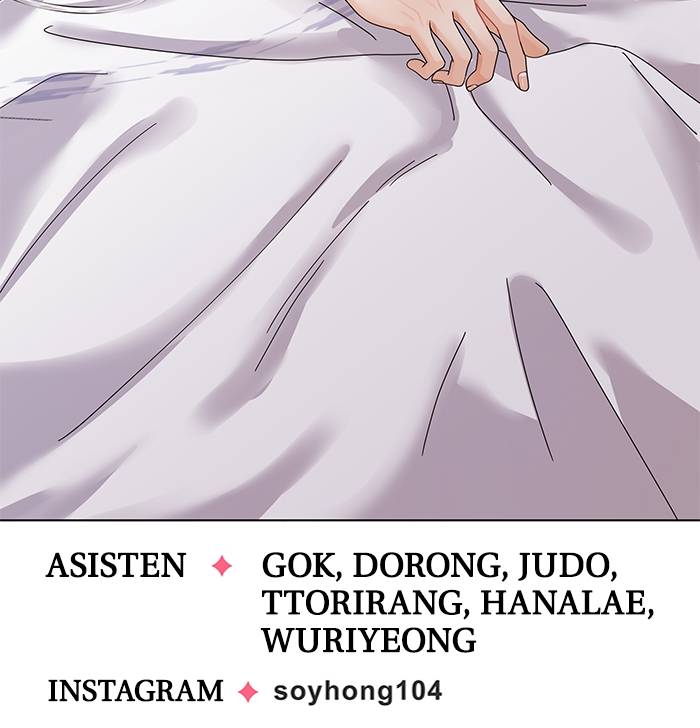 ASISTEN ✦ GOK, DORONG, JUDO,
TTORIRANG, HANALAE,
WURIYEONG
INSTAGRAM ✦ soyhong104